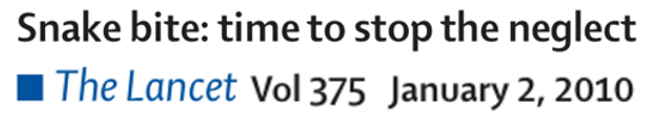 Snake bite: time to stop the neglect
The Lancet Vol 375 January 2, 2010